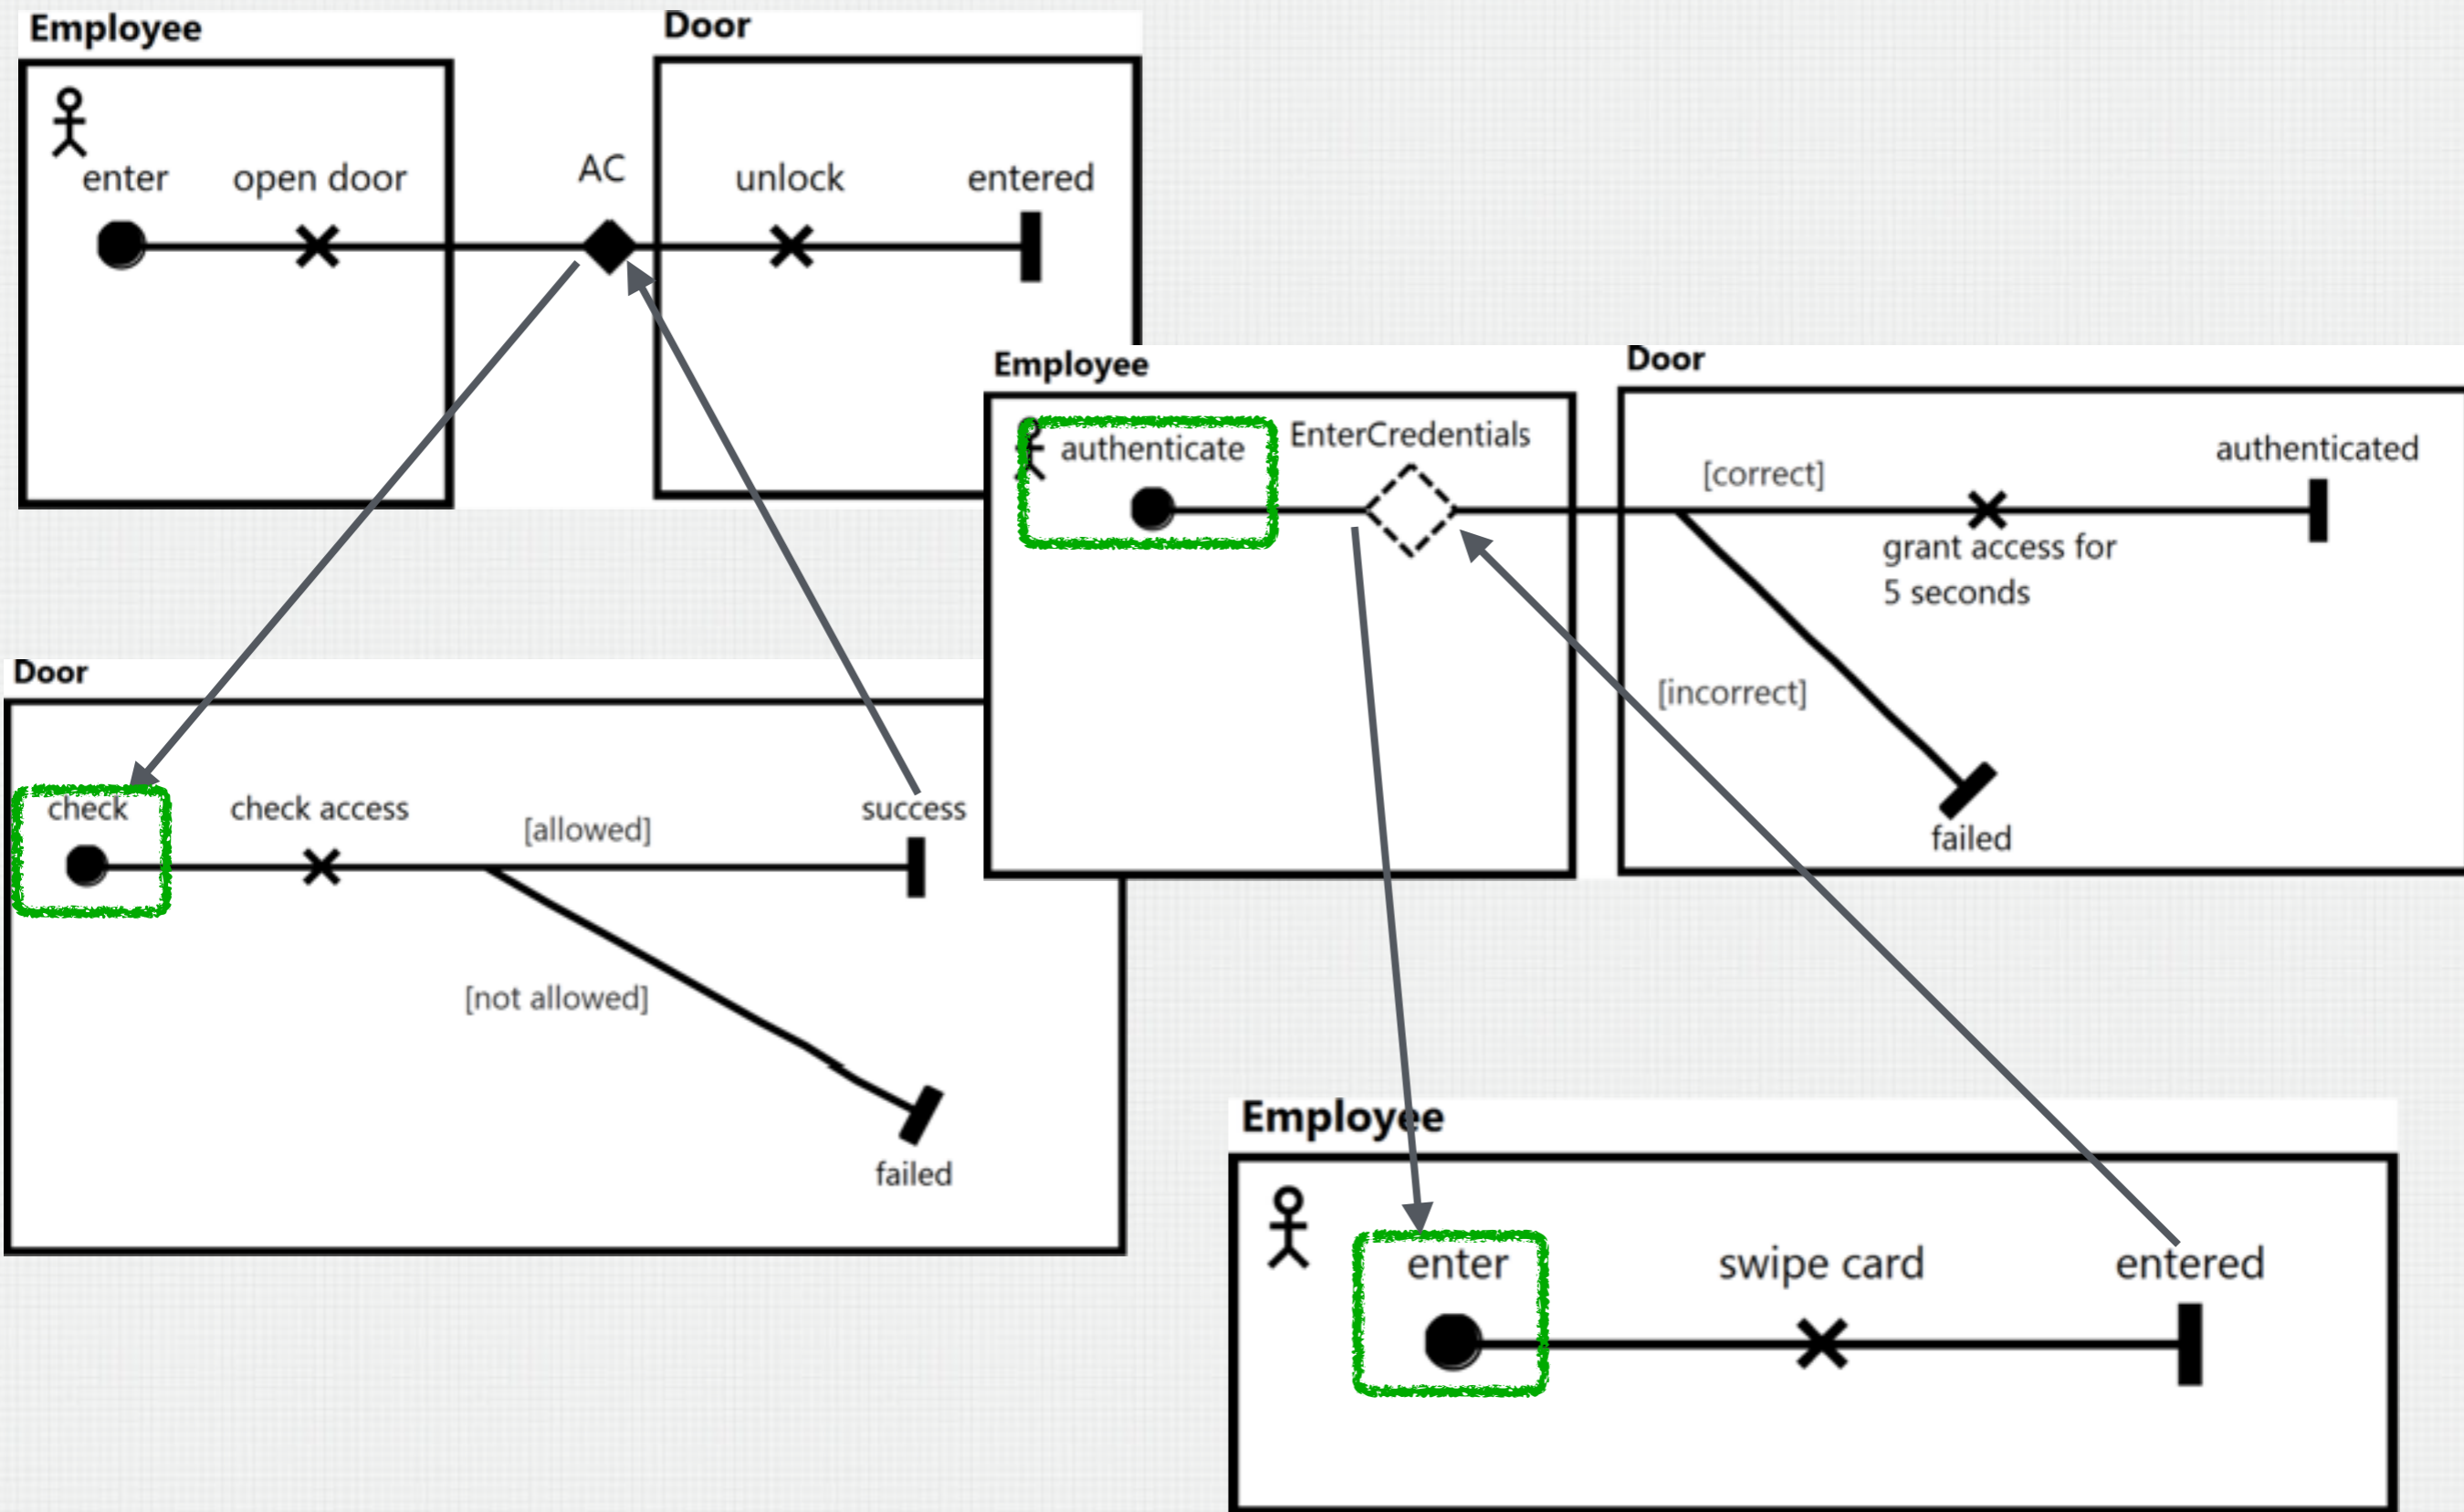 Employee
Door
enter
open door
AC
unlock
entered
Employee
Door
authenticate
EnterCredentials
[correct]
authenticated
grant access for
5 seconds
[incorrect]
failed
Door
check
check access
[allowed]
success
[not allowed]
failed
Employee
enter
swipe card
entered